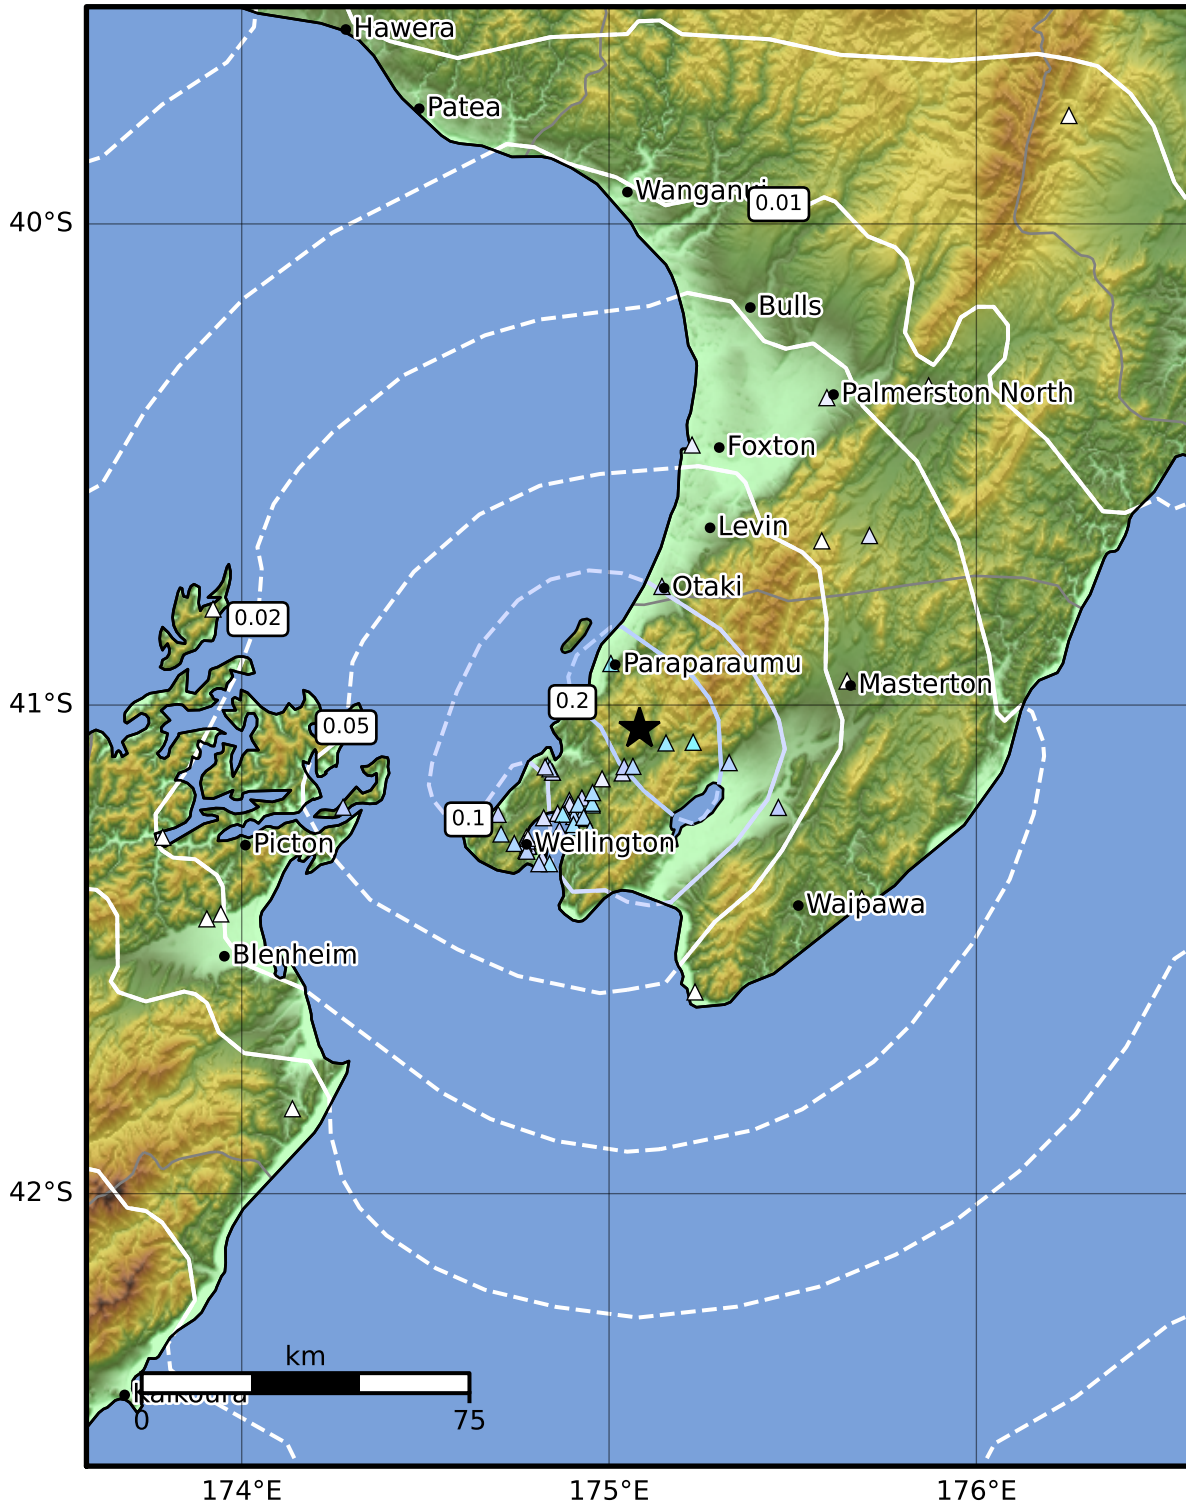 Hawera
Patea
Wanganui
0.01
40°S
Bulls
Palmerston North
Foxton
Levin
Otaki
0.02
Paraparaumu
Masterton
41°S
0.2
0.05
0.1
Wellington
Picton
Waipawa
Blenheim
42°S
km
Kaikoura
0
75
174°E
175°E
176°E